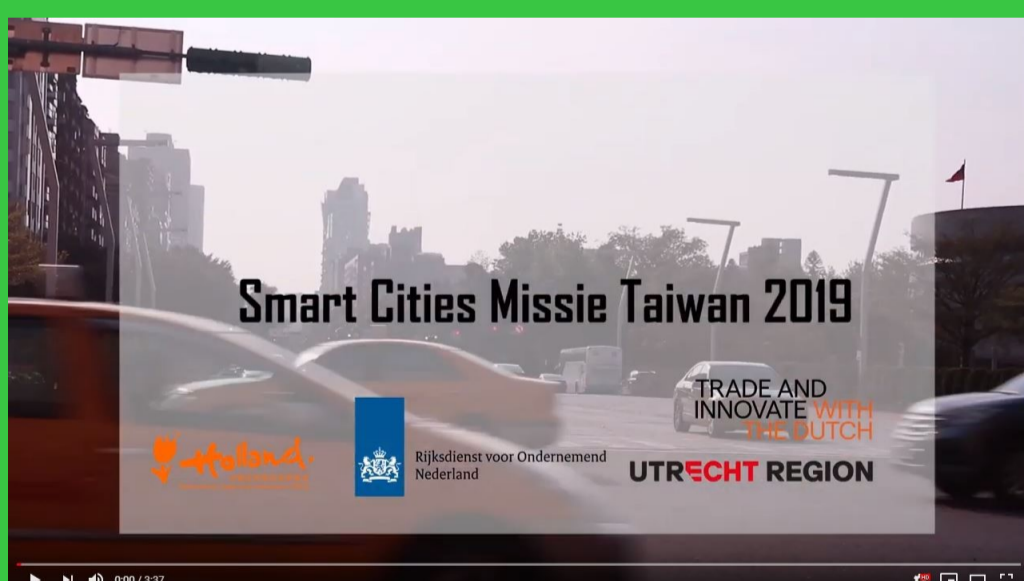 Smart Cities Missie Taiwan 2019
TRADE AND
INNOVATE WITH
THE DUTCH
Holland
Rijksdienst voor Ondernemend
Nederland
UTRECHT REGION
0:00 / 3:37
HD